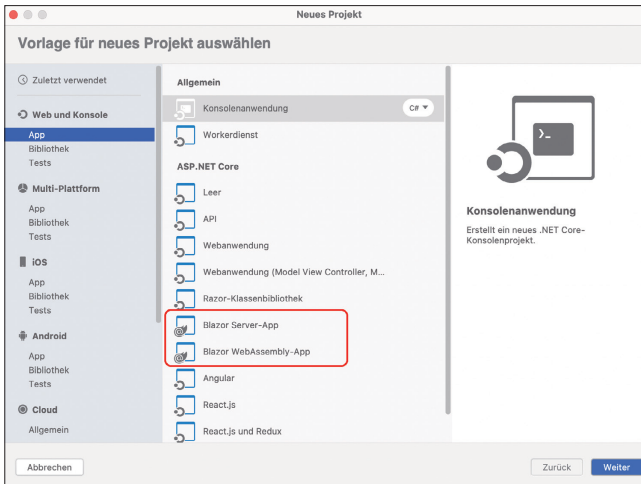 Neues Projekt
Vorlage für neues Projekt auswählen
Zuletzt verwendet
Web und Konsole
App
Bibliothek
Tests
Multi-Plattform
App
Bibliothek
Tests
iOS
App
Bibliothek
Tests
Android
App
Bibliothek
Tests
Cloud
Allgemein
Allgemein
Konsolenanwendung C#
Workerdienst
ASP.NET Core
Leer
API
Webanwendung
Webanwendung (Model View Controller, M...
Razor-Klassenbibliothek
Blazor Server-App
Blazor WebAssembly-App
Angular
React.js
React.js und Redux
Konsolenanwendung
Erstellt ein neues .NET Core-
Konsolenprojekt.
Abbrechen
Zurück
Weiter